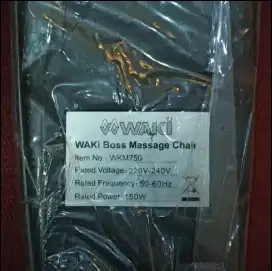 WAKi
WAKi Boss Massage Chair
Item No. WKM750
Rated Voltage: 220V-240V
Rated Frequency: 50-60Hz
Rated Power: 150W